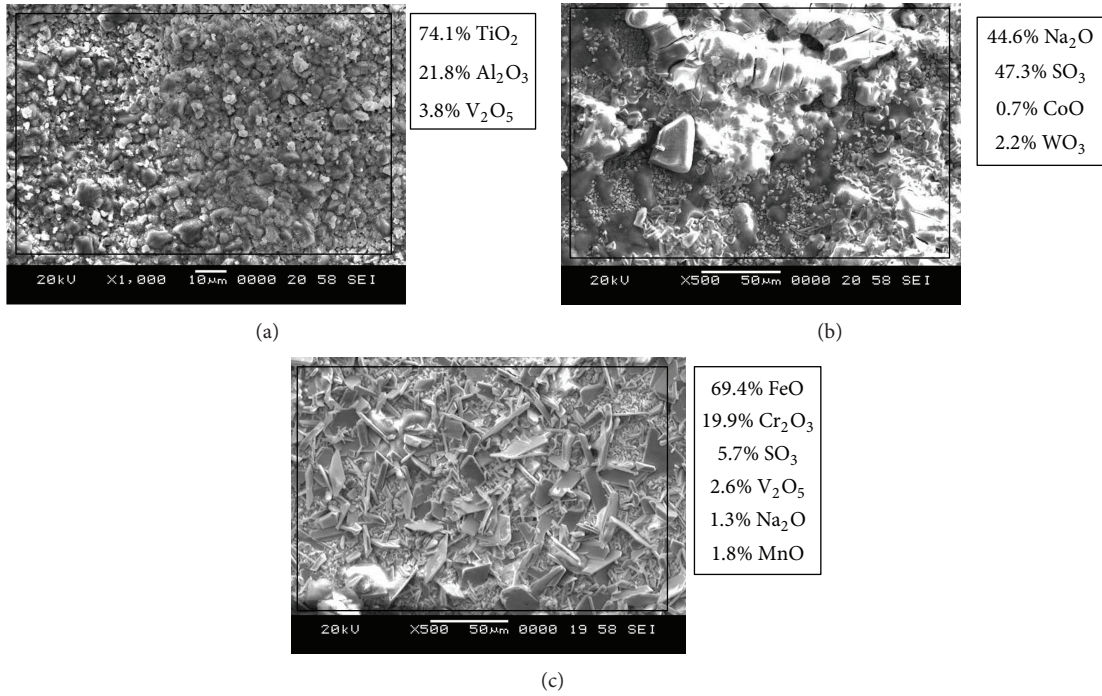 74.1% TiO₂
21.8% Al₂O₃
3.8% V₂O₅
20kV X1,000 10µm 0000 20 58 SEI
(a)
44.6% Na₂O
47.3% SO₃
0.7% CoO
2.2% WO₃
20kV X500 50µm 0000 20 58 SEI
(b)
69.4% FeO
19.9% Cr₂O₃
5.7% SO₃
2.6% V₂O₅
1.3% Na₂O
1.8% MnO
20kV X500 50µm 0000 19 58 SEI
(c)